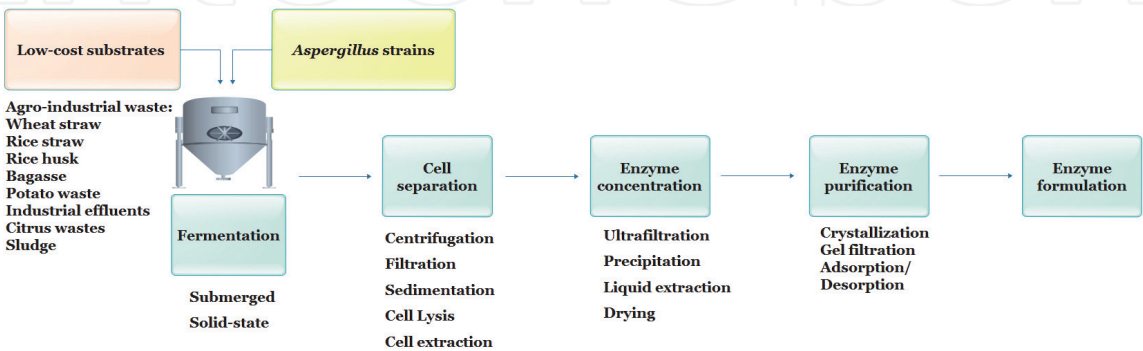 Low-cost substrates
Aspergillus strains
Agro-industrial waste:
Wheat straw
Rice straw
Rice husk
Bagasse
Potato waste
Industrial effluents
Citrus wastes
Sludge
Fermentation
Submerged
Solid-state
Cell
separation
Centrifugation
Filtration
Sedimentation
Cell Lysis
Cell extraction
Enzyme
concentration
Ultrafiltration
Precipitation
Liquid extraction
Drying
Enzyme
purification
Crystallization
Gel filtration
Adsorption/
Desorption
Enzyme
formulation